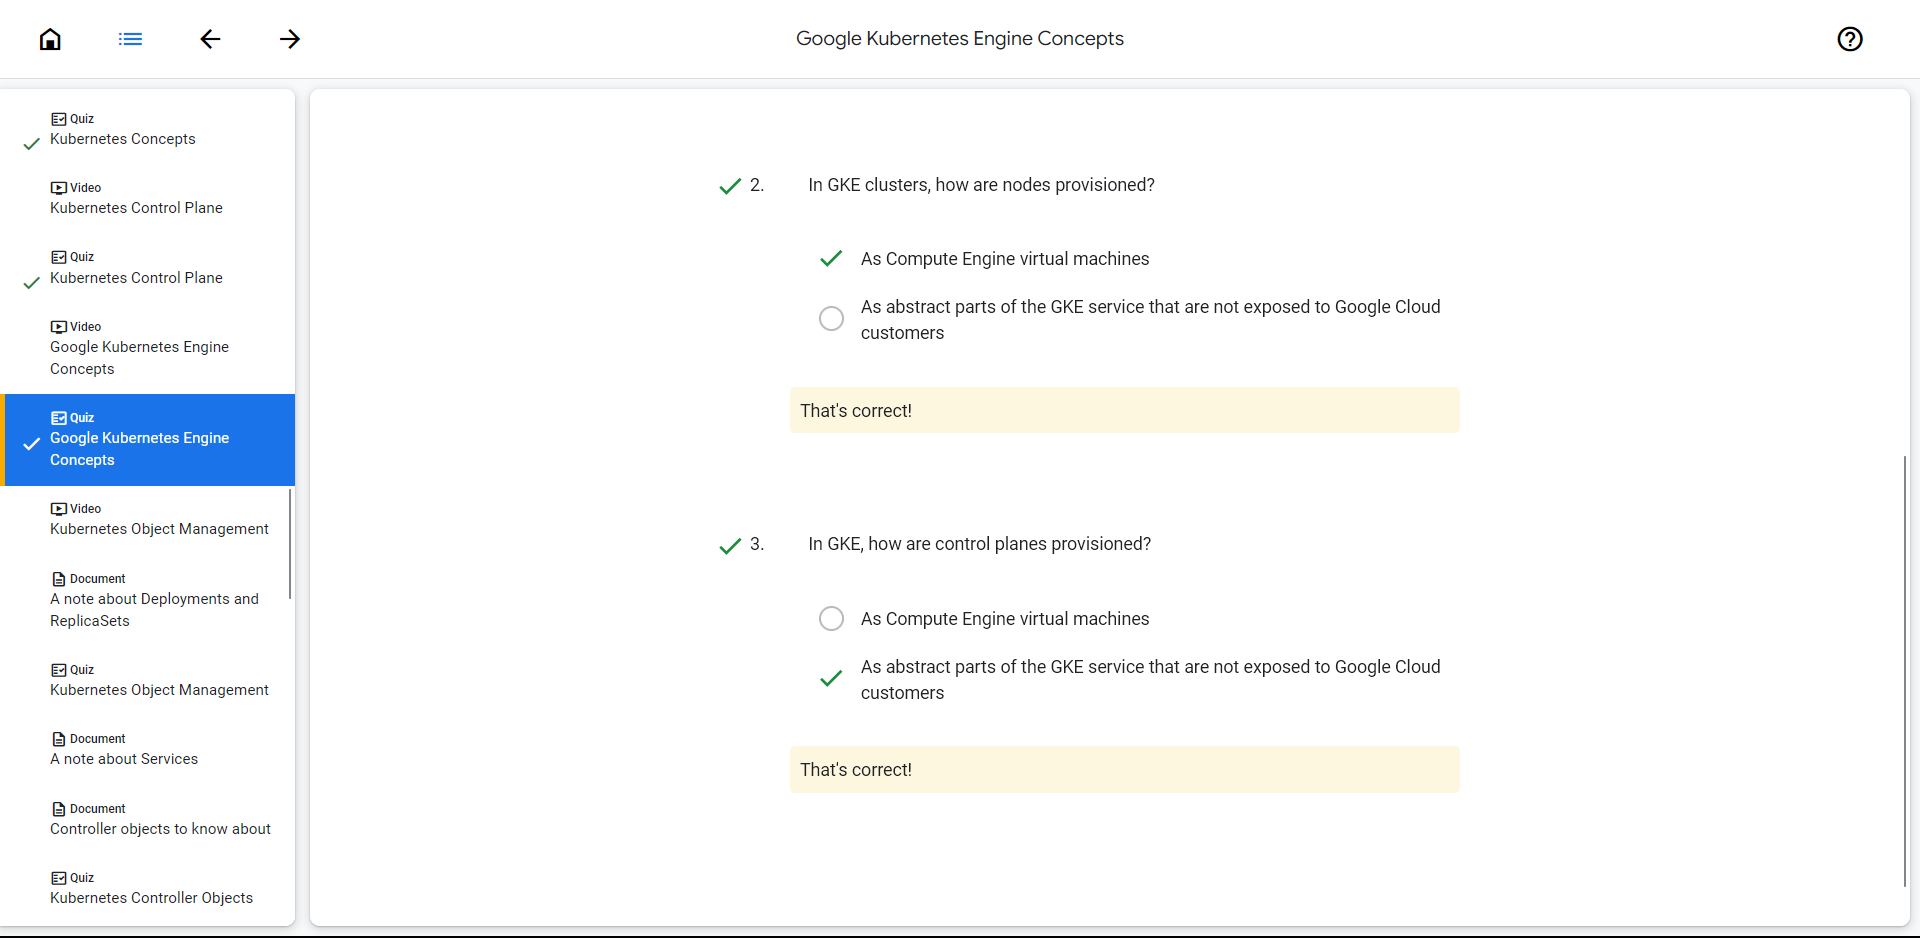 Google Kubernetes Engine Concepts
Quiz
Kubernetes Concepts
Video
Kubernetes Control Plane
Quiz
Kubernetes Control Plane
Video
Google Kubernetes Engine
Concepts
Quiz
Google Kubernetes Engine
Concepts
Video
Kubernetes Object Management
Document
A note about Deployments and
ReplicaSets
Quiz
Kubernetes Object Management
Document
A note about Services
Document
Controller objects to know about
Quiz
Kubernetes Controller Objects
2. In GKE clusters, how are nodes provisioned?
As Compute Engine virtual machines
As abstract parts of the GKE service that are not exposed to Google Cloud
customers
That's correct!
3. In GKE, how are control planes provisioned?
As Compute Engine virtual machines
As abstract parts of the GKE service that are not exposed to Google Cloud
customers
That's correct!